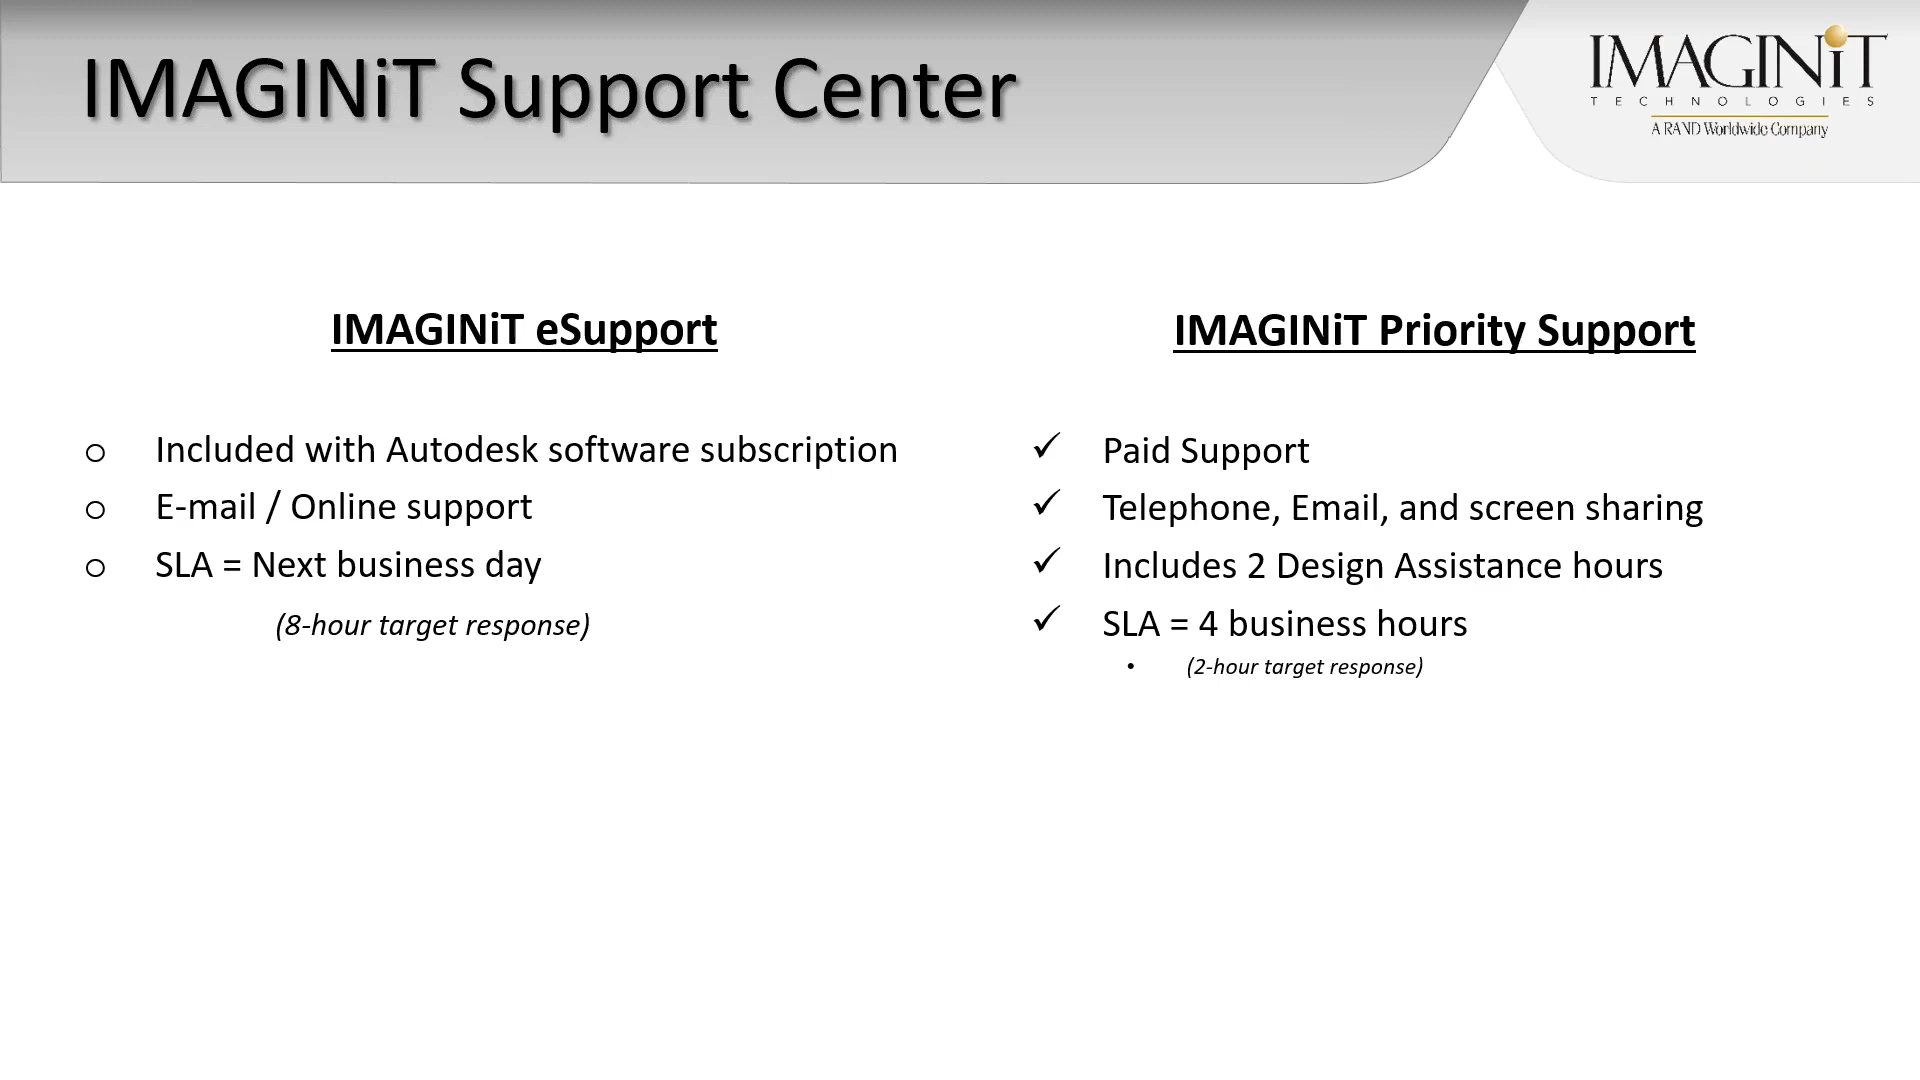 IMAGINiT Support Center
IMAGINiT
TECHNOLOGIES
A RAND Worldwide Company
IMAGINiT eSupport
o Included with Autodesk software subscription
o E-mail / Online support
o SLA = Next business day
(8-hour target response)
IMAGINiT Priority Support
✓ Paid Support
✓ Telephone, Email, and screen sharing
✓ Includes 2 Design Assistance hours
✓ SLA = 4 business hours
• (2-hour target response)